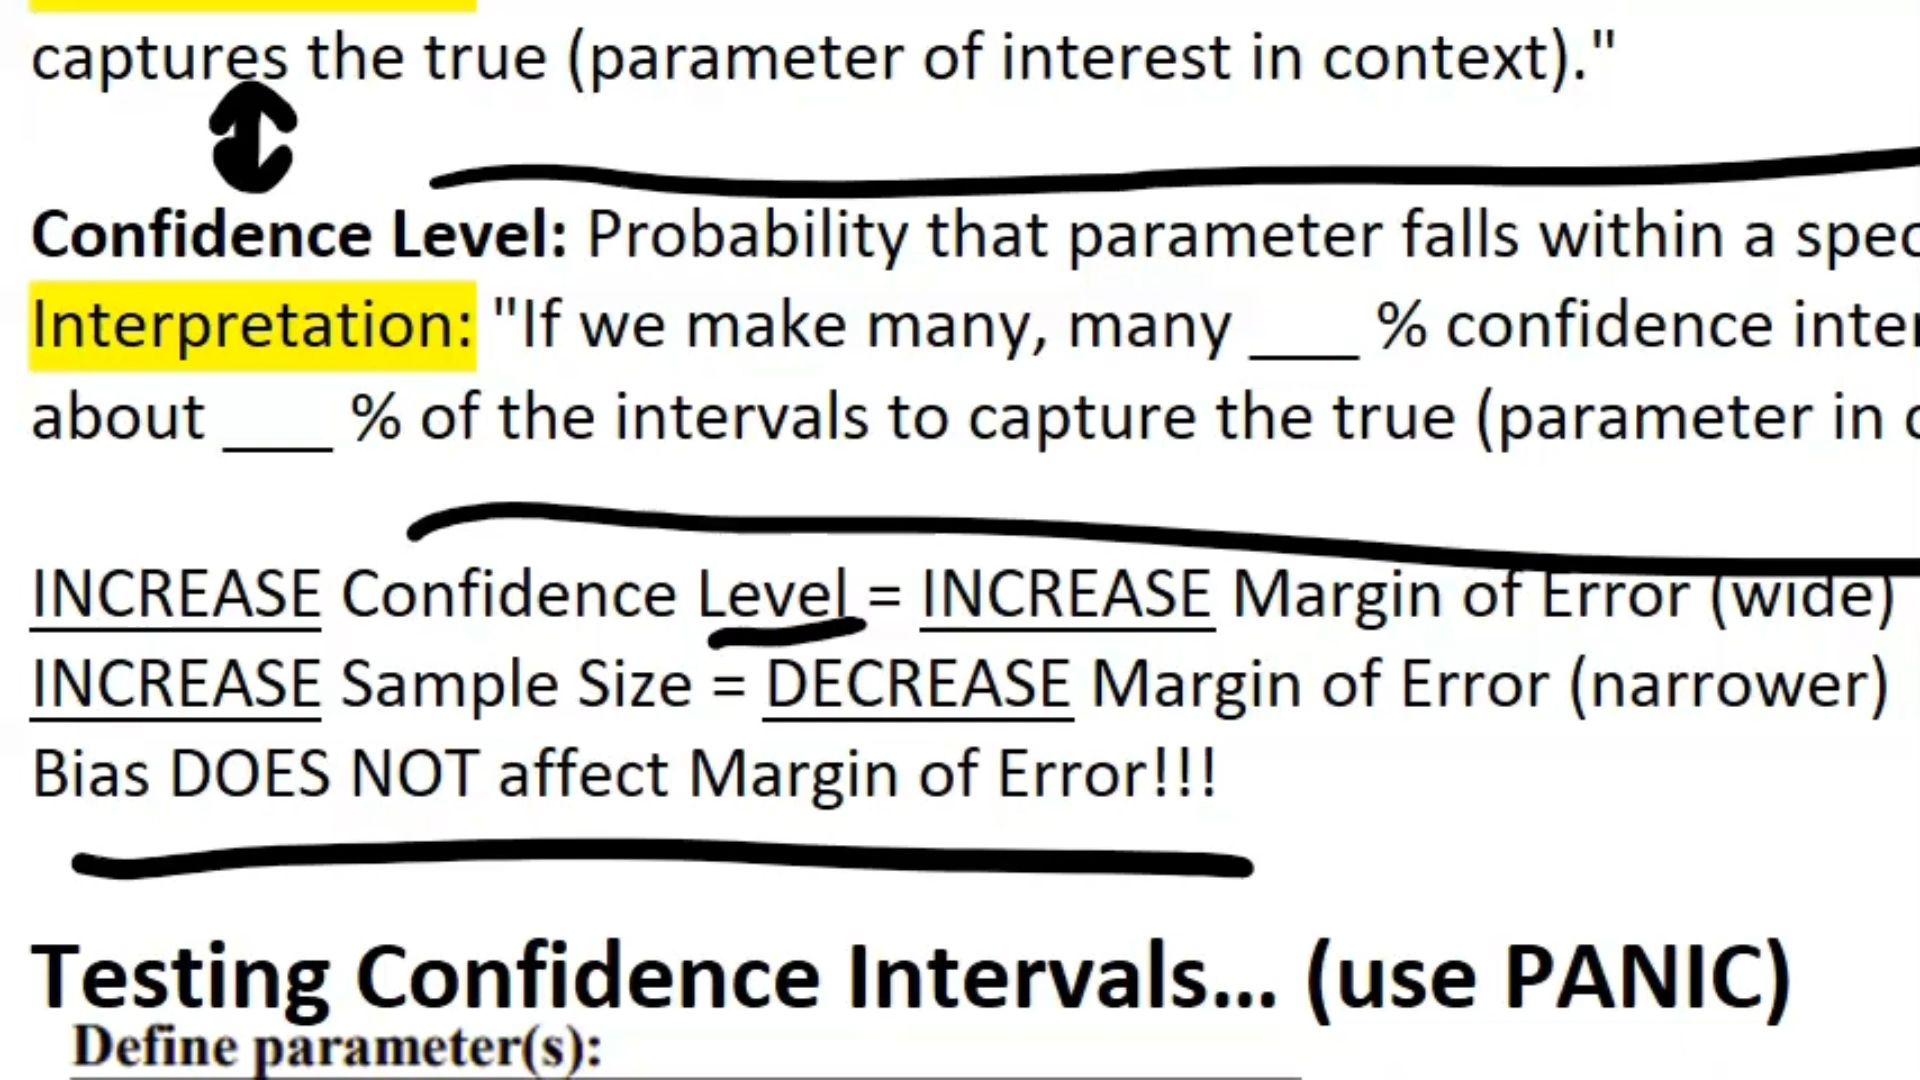 captures the true (parameter of interest in context)."
Confidence Level: Probability that parameter falls within a
Interpretation: "If we make many, many ___ % confidence
about ___ % of the intervals to capture the true (parameter in
INCREASE Confidence Level = INCREASE Margin of Error (wide)
INCREASE Sample Size = DECREASE Margin of Error (narrower)
Bias DOES NOT affect Margin of Error!!!
Testing Confidence Intervals... (use PANIC)
Define parameter(s):